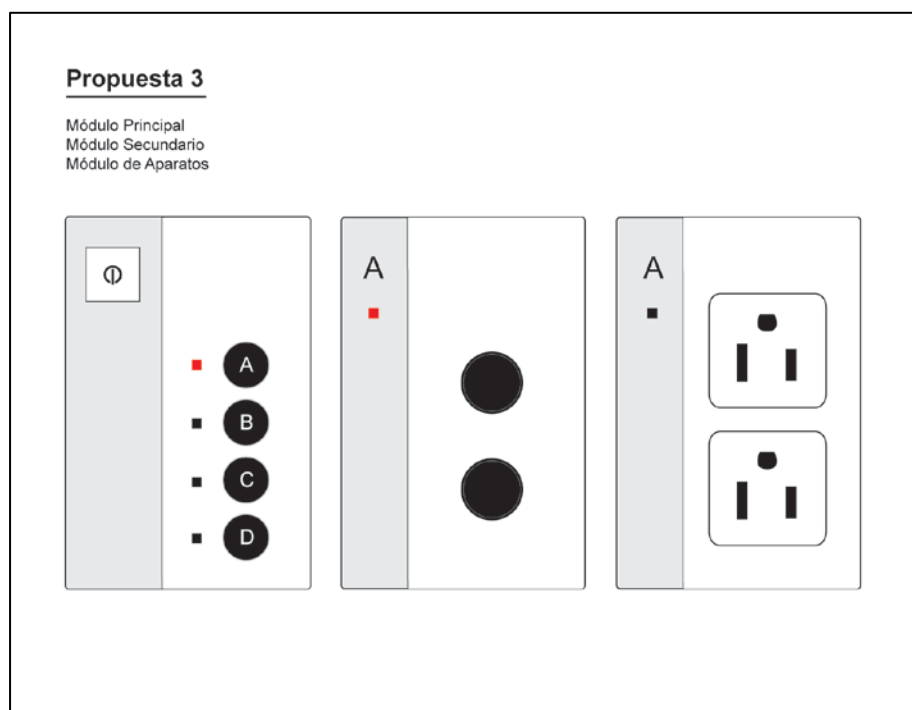 Propuesta 3
Módulo Principal
Módulo Secundario
Módulo de Aparatos
A
B
C
D
A
A